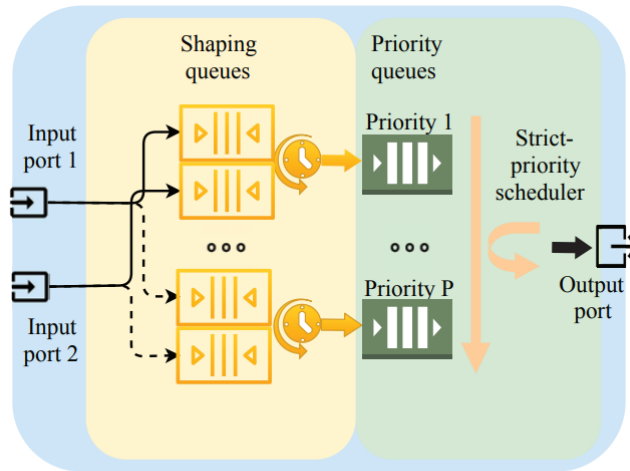 Shaping
queues
Priority
queues
Input
port 1
Priority 1
Strict-
priority
scheduler
Priority P
Output
port
Input
port 2